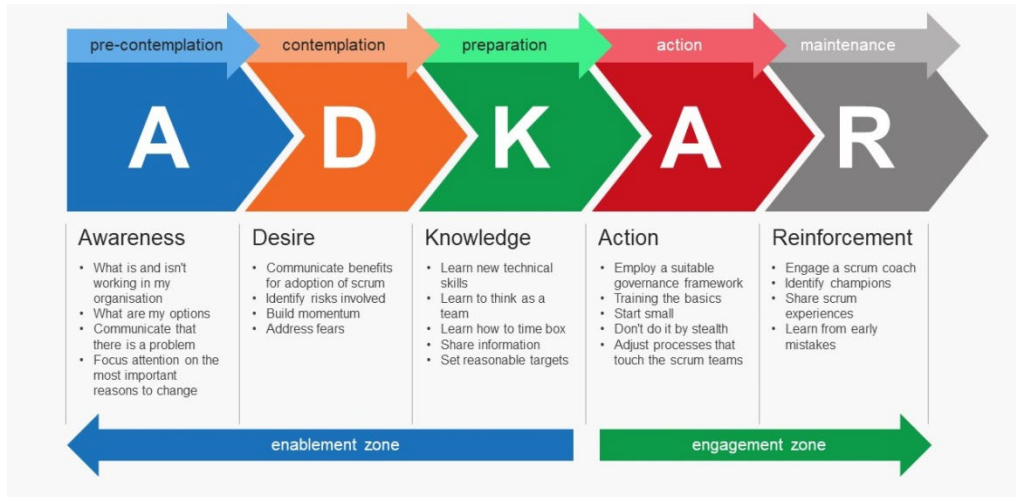 pre-contemplation
contemplation
preparation
action
maintenance
A
D
K
A
R
Awareness
• What is and isn't
working in my
organisation
• What are my options
• Communicate that
there is a problem
• Focus attention on the
most important
reasons to change
Desire
• Communicate benefits
for adoption of scrum
• Identify risks involved
• Build momentum
• Address fears
Knowledge
• Learn new technical
skills
• Learn to think as a
team
• Learn how to time box
• Share information
• Set reasonable targets
Action
• Employ a suitable
governance framework
• Training the basics
• Start small
• Don't do it by stealth
• Adjust processes that
touch the scrum teams
Reinforcement
• Engage a scrum coach
• Identify champions
• Share scrum
experiences
• Learn from early
mistakes
enablement zone
engagement zone